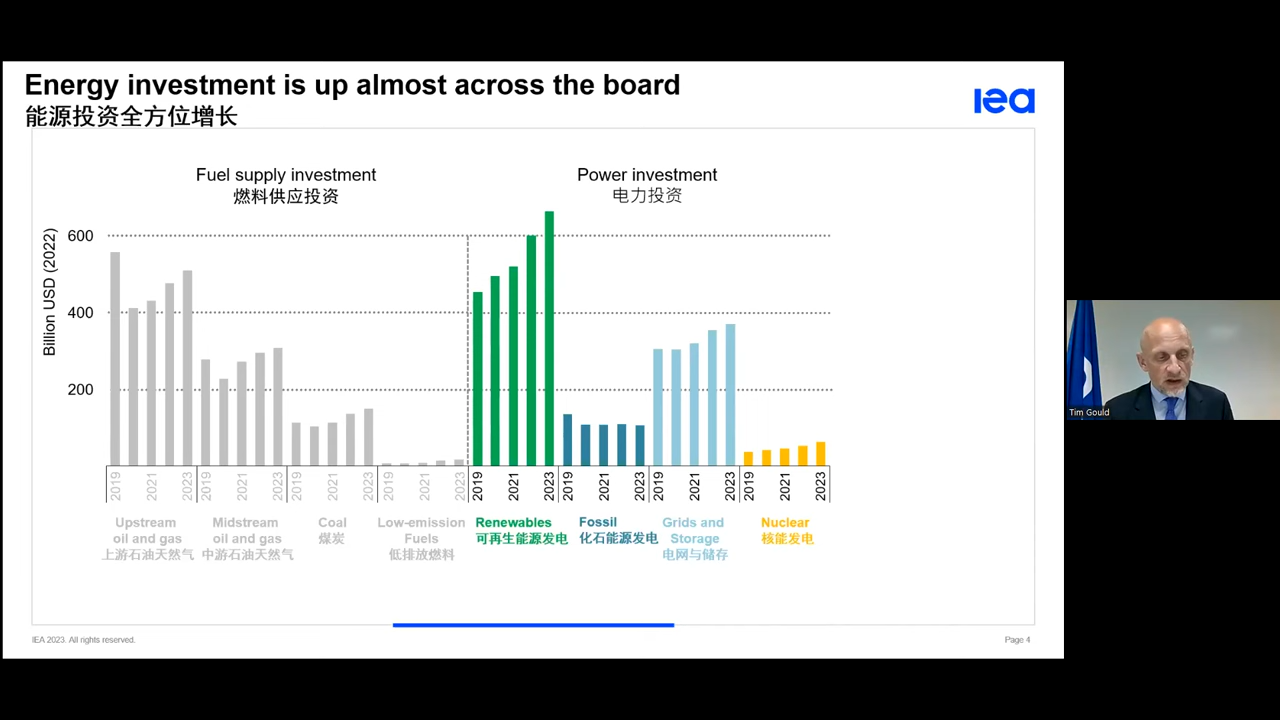 Energy investment is up almost across the board
能源投资全方位增长
iea
Fuel supply investment
燃料供应投资
Power investment
电力投资
Billion USD (2022)
600
400
200
2019
2021
2023
2019
2021
2023
2019
2021
2023
2019
2021
2023
2019
2021
2023
2019
2021
2023
2019
2021
2023
2019
2021
2023
Upstream
oil and gas
上游石油天然气
Midstream
oil and gas
中游石油天然气
Coal
煤炭
Low-emission
Fuels
低排放燃料
Renewables
可再生能源发电
Fossil
化石能源发电
Grids and
Storage
电网与储存
Nuclear
核能发电
IEA 2023. All rights reserved.
Page 4
Tim Gould